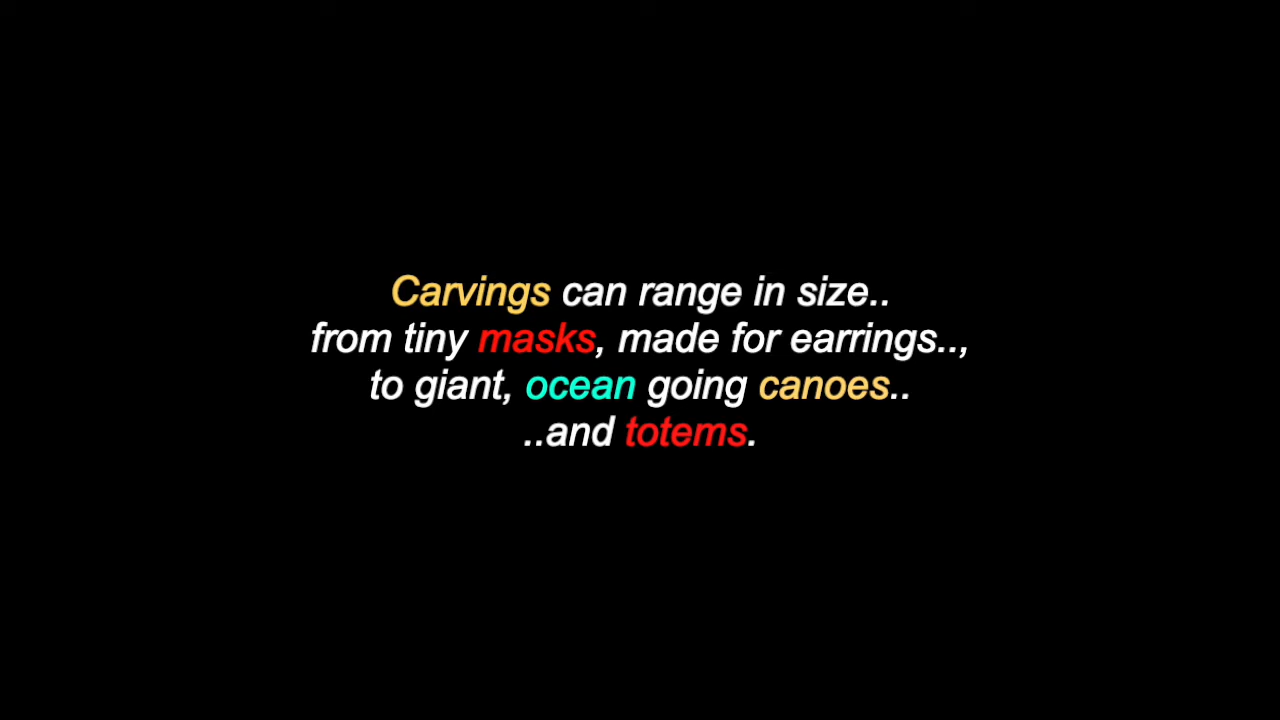 Carvings can range in size..
from tiny masks, made for earrings..,
to giant, ocean going canoes..
..and totems.